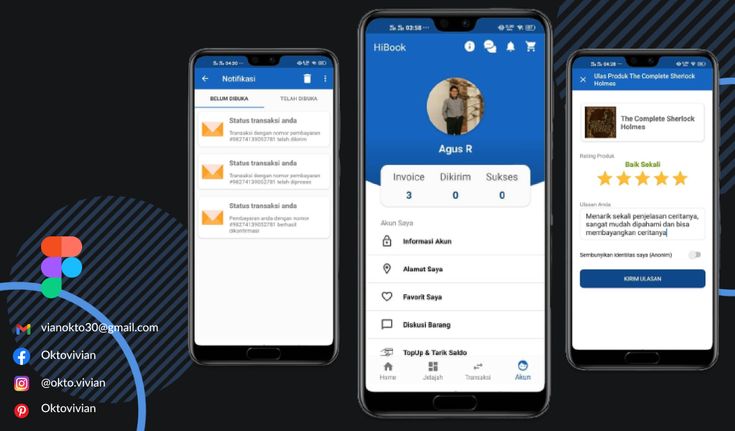 04:30
Notifikasi
BELUM DIBUKA
TELAH DIBUKA
Status transaksi anda
Transaksi dengan nomor pembayaran
#98274139052781 telah dikirim
Status transaksi anda
Transaksi dengan nomor pembayaran
#98274139052781 telah diproses
Status transaksi anda
Pembayaran anda dengan nomor
#98274139052781 berhasil
dikonfirmasi
vianokto30@gmail.com
Oktovivian
@okto.vivian
Oktovivian
03:58
HiBook
Agus R
Invoice
Dikirim
Sukses
3
0
0
Akun Saya
Informasi Akun
Alamat Saya
Favorit Saya
Diskusi Barang
TopUp & Tarik Saldo
Home
Jelajah
Transaksi
Akun
04:28
Ulas Produk The Complete Sherlock
Holmes
The Complete Sherlock
Holmes
Rating Produk
Baik Sekali
Ulasan Anda
Menarik sekali penjelasan ceritanya,
sangat mudah dipahami dan bisa
membayangkan ceritanya
Sembunyikan identitas saya (Anonim)
KIRIM ULASAN